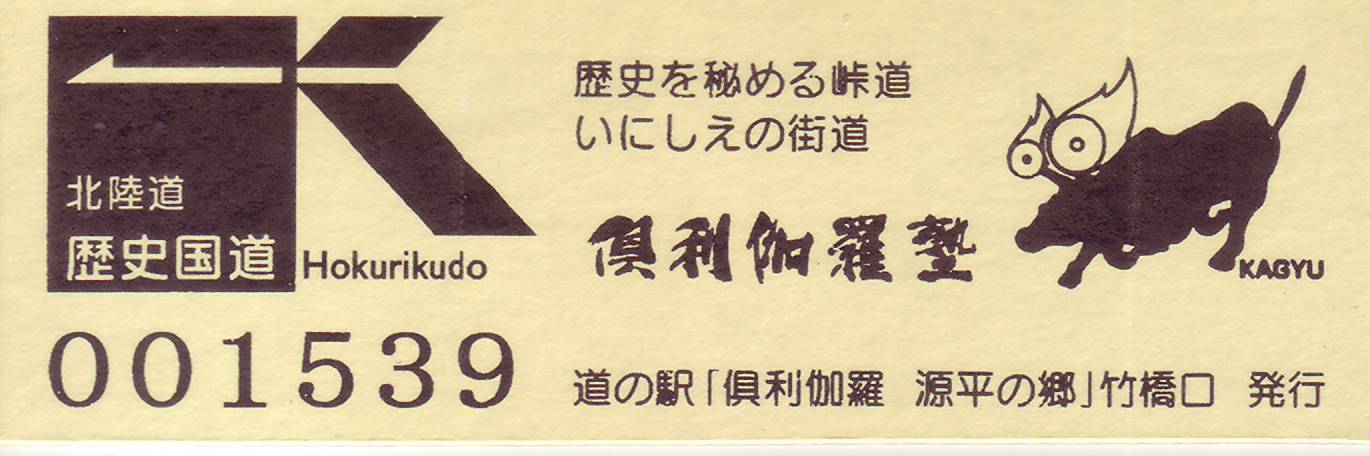 北陸道
歴史国道
Hokurikudo
001539
歴史を秘める峠道
いにしえの街道
倶利伽羅塾
KAGYU
道の駅「倶利伽羅 源平の郷」竹橋口 発行